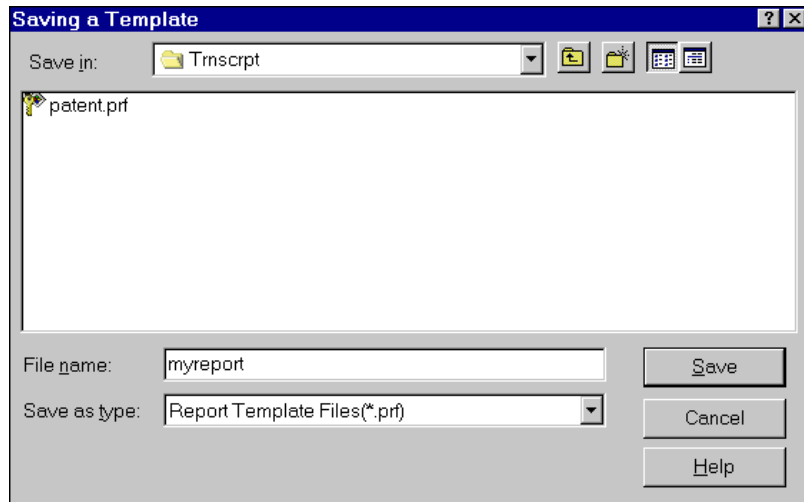 Saving a Template
Save in:
Trnscrpt
patent.prf
File name:
myreport
Save
Save as type:
Report Template Files(*.prf)
Cancel
Help